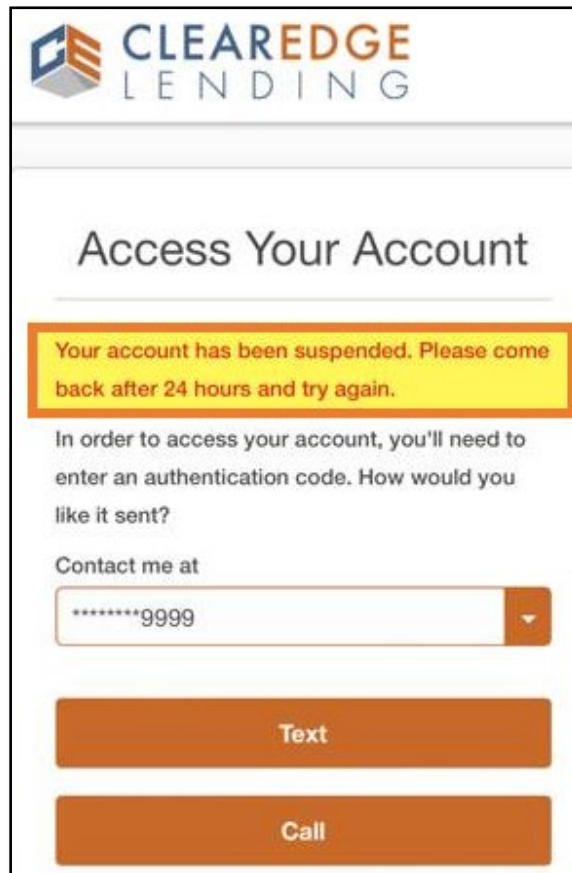 CLEAREDGE
LENDING
Access Your Account
Your account has been suspended. Please come
back after 24 hours and try again.
In order to access your account, you'll need to
enter an authentication code. How would you
like it sent?
Contact me at
********9999
Text
Call